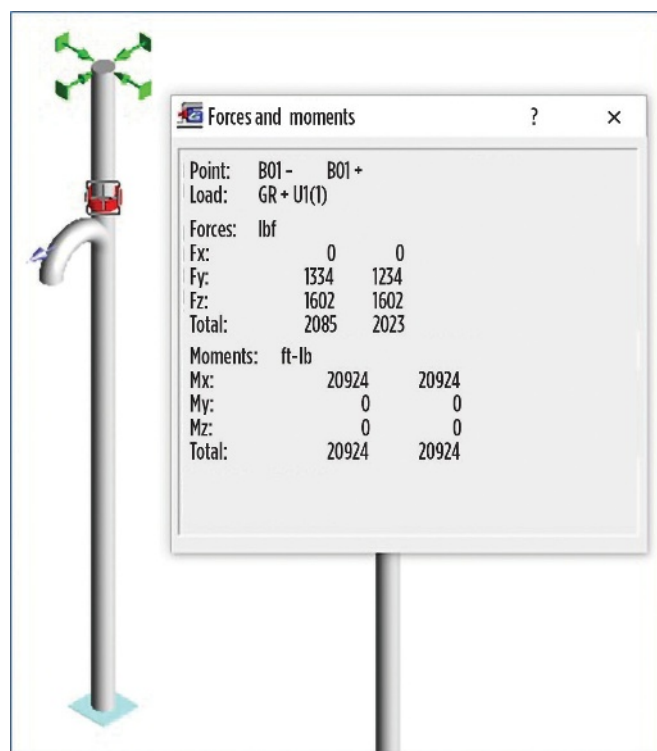 Forces and moments ? ×
Point: B01 - B01 +
Load: GR + U1(1)
Forces: lbf
Fx: 0 0
Fy: 1334 1234
Fz: 1602 1602
Total: 2085 2023
Moments: ft-lb
Mx: 20924 20924
My: 0 0
Mz: 0 0
Total: 20924 20924